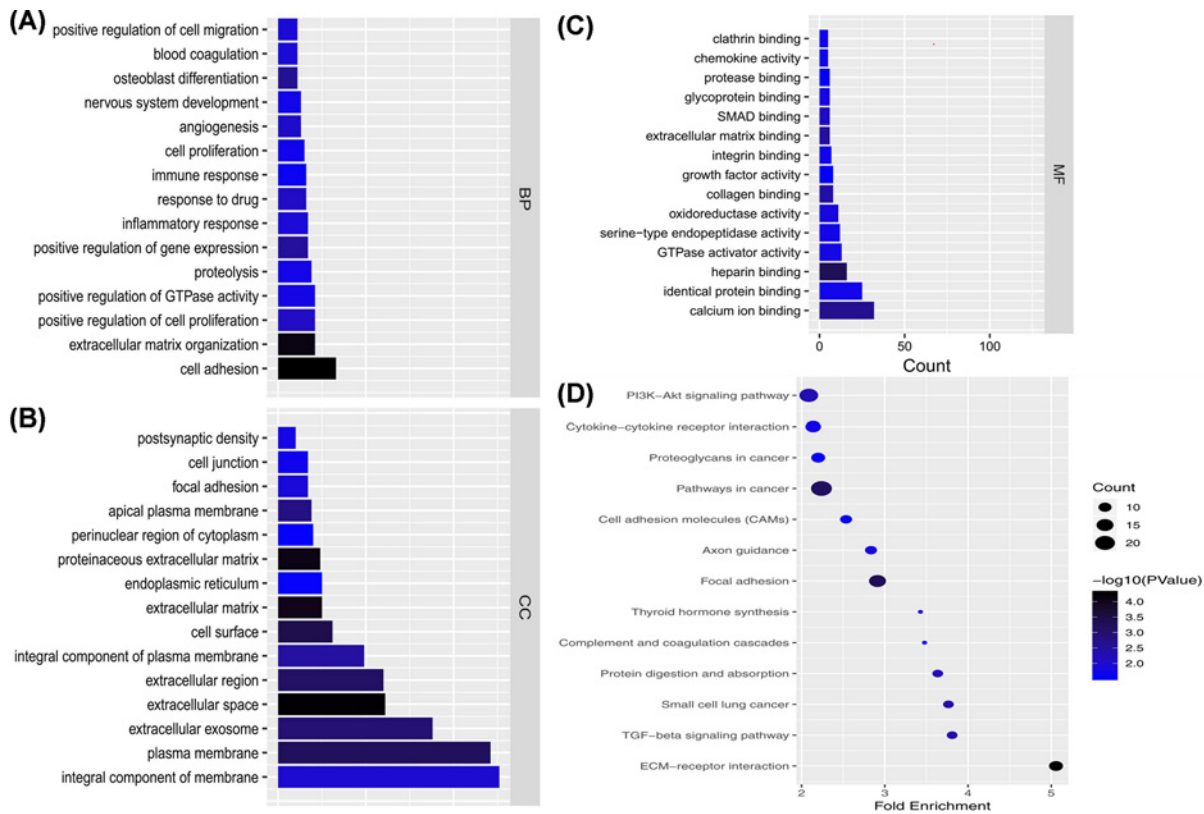 (A)
positive regulation of cell migration
blood coagulation
osteoblast differentiation
nervous system development
angiogenesis
cell proliferation
immune response
response to drug
inflammatory response
positive regulation of gene expression
proteolysis
positive regulation of GTPase activity
positive regulation of cell proliferation
extracellular matrix organization
cell adhesion
BP
(B)
postsynaptic density
cell junction
focal adhesion
apical plasma membrane
perinuclear region of cytoplasm
proteinaceous extracellular matrix
endoplasmic reticulum
extracellular matrix
cell surface
integral component of plasma membrane
extracellular region
extracellular space
extracellular exosome
plasma membrane
integral component of membrane
CC
(C)
clathrin binding
chemokine activity
protease binding
glycoprotein binding
SMAD binding
extracellular matrix binding
integrin binding
growth factor activity
collagen binding
oxidoreductase activity
serine-type endopeptidase activity
GTPase activator activity
heparin binding
identical protein binding
calcium ion binding
MF
0 50 100
Count
(D)
PI3K-Akt signaling pathway
Cytokine-cytokine receptor interaction
Proteoglycans in cancer
Pathways in cancer
Cell adhesion molecules (CAMs)
Axon guidance
Focal adhesion
Thyroid hormone synthesis
Complement and coagulation cascades
Protein digestion and absorption
Small cell lung cancer
TGF-beta signaling pathway
ECM-receptor interaction
2 3 4 5
Fold Enrichment
Count
10
15
20
-log10(PValue)
4.0
3.5
3.0
2.5
2.0